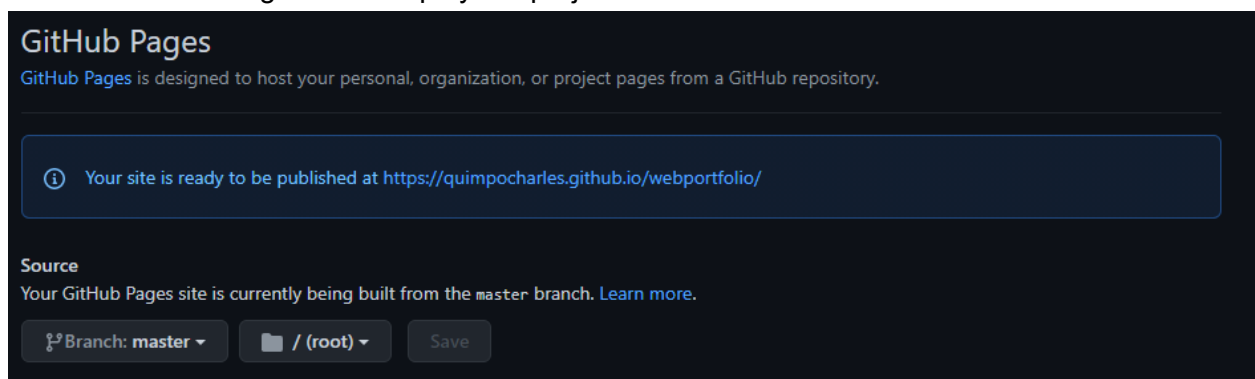 GitHub Pages
GitHub Pages is designed to host your personal, organization, or project pages from a GitHub repository.
Your site is ready to be published at https://quimpocharles.github.io/webportfolio/
Source
Your GitHub Pages site is currently being built from the master branch. Learn more.
Branch: master / (root) Save